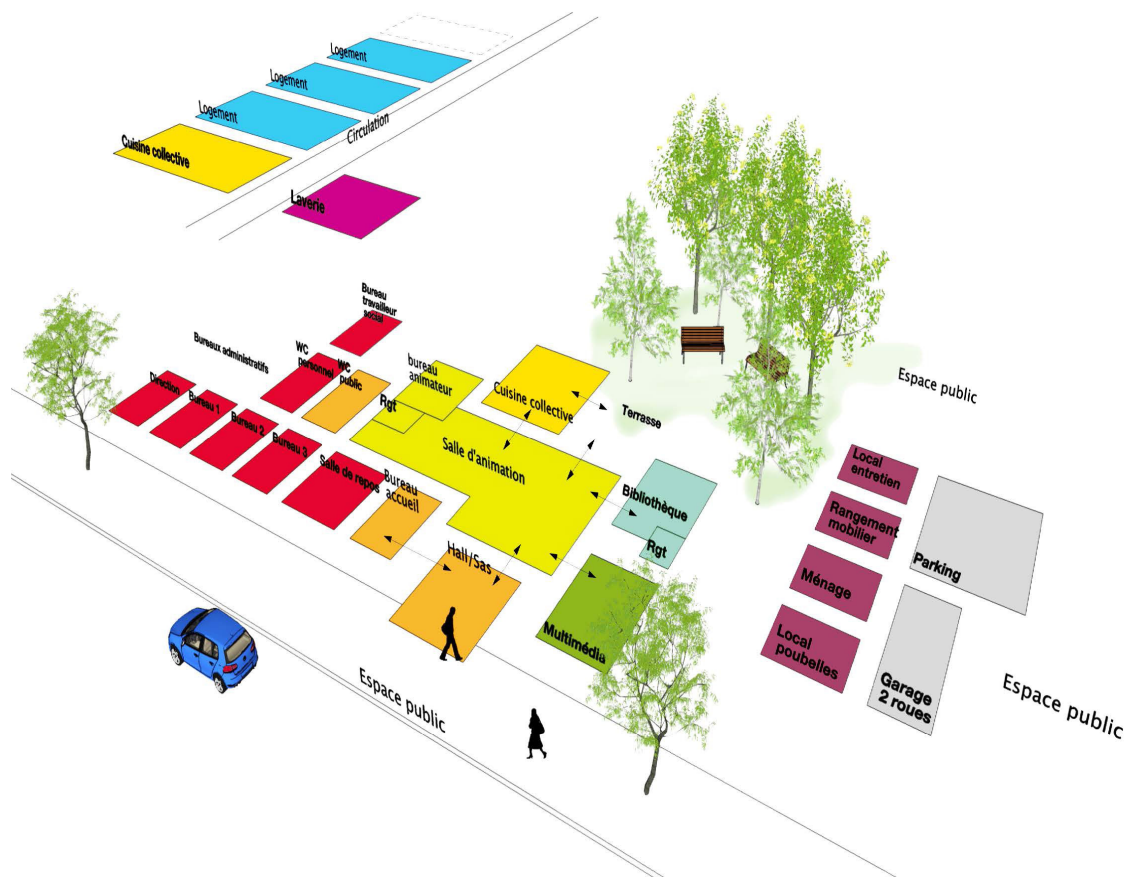 Logement
Logement
Logement
Cuisine collective
Circulation
Laverie
Bureau
travailleur
social
Bureaux administratifs
WC
personnel
WC
public
bureau
animateur
Rgt
Cuisine collective
Terrasse
Espace public
Direction
Bureau 1
Bureau 2
Bureau 3
Salle de repos
Bureau
accueil
Salle d'animation
Bibliothèque
Rgt
Hall/Sas
Multimédia
Local
entretien
Rangement
mobilier
Ménage
Local
poubelles
Parking
Garage
2 roues
Espace public
Espace public